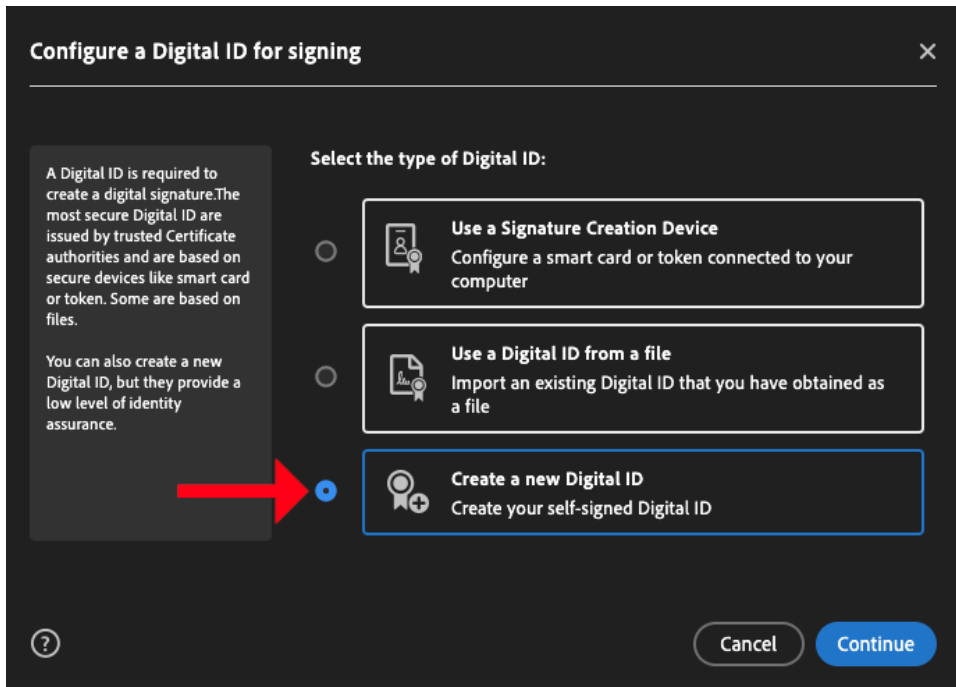 Configure a Digital ID for signing
A Digital ID is required to
create a digital signature.The
most secure Digital ID are
issued by trusted Certificate
authorities and are based on
secure devices like smart card
or token. Some are based on
files.
You can also create a new
Digital ID, but they provide a
low level of identity
assurance.
Select the type of Digital ID:
Use a Signature Creation Device
Configure a smart card or token connected to your
computer
Use a Digital ID from a file
Import an existing Digital ID that you have obtained as
a file
Create a new Digital ID
Create your self-signed Digital ID
?
Cancel
Continue